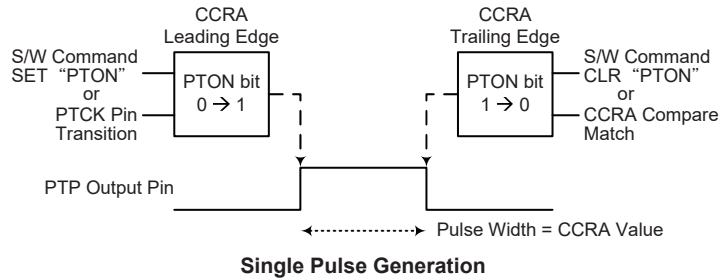 CCRA
Leading Edge
CCRA
Trailing Edge
S/W Command
SET “PTON”
or
PTCK Pin
Transition
PTON bit
0 → 1
PTON bit
1 → 0
S/W Command
CLR “PTON”
or
CCRA Compare
Match
PTP Output Pin
Pulse Width = CCRA Value
Single Pulse Generation